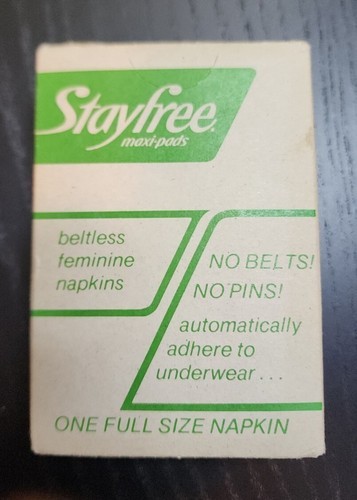 Stayfree.
maxi-pads
beltless
feminine
napkins
NO BELTS!
NO PINS!
automatically
adhere to
underwear...
ONE FULL SIZE NAPKIN